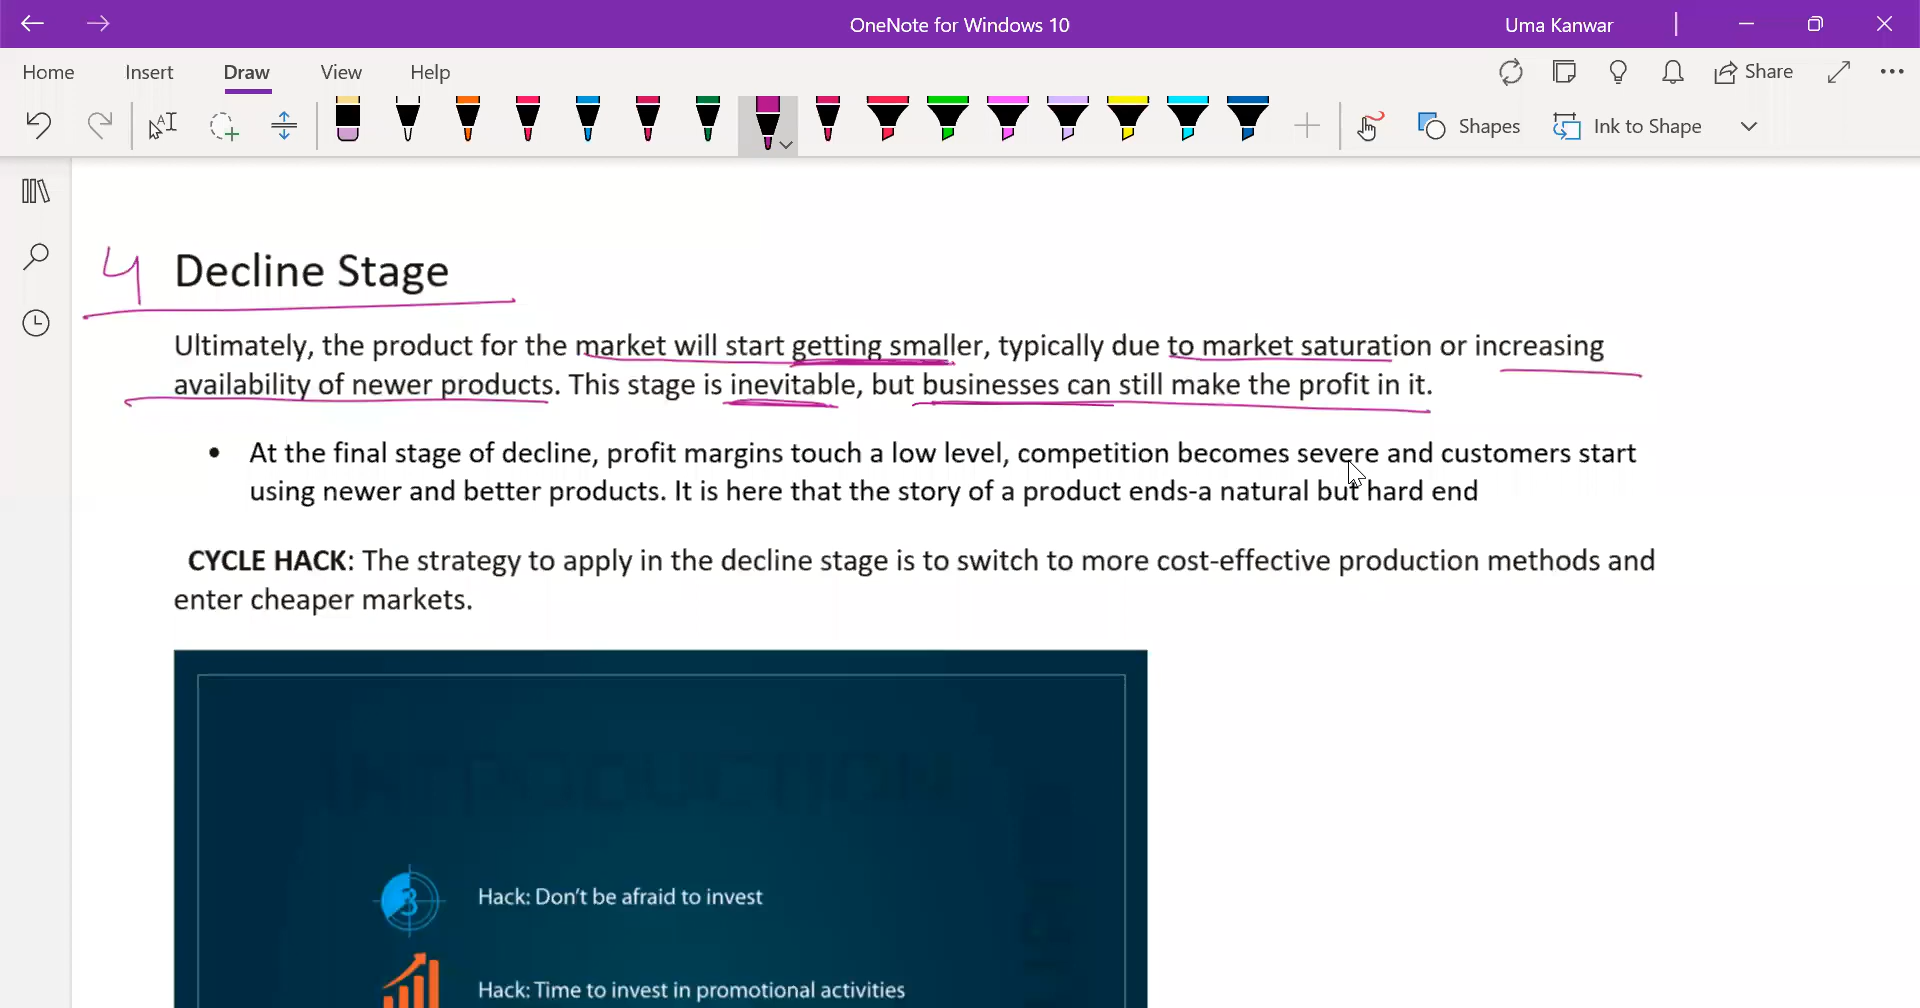 OneNote for Windows 10
Uma Kanwar
Home Insert Draw View Help
Share
Shapes Ink to Shape
4 Decline Stage
Ultimately, the product for the market will start getting smaller, typically due to market saturation or increasing
availability of newer products. This stage is inevitable, but businesses can still make the profit in it.
• At the final stage of decline, profit margins touch a low level, competition becomes severe and customers start
using newer and better products. It is here that the story of a product ends-a natural but hard end
CYCLE HACK: The strategy to apply in the decline stage is to switch to more cost-effective production methods and
enter cheaper markets.
3 Hack: Don't be afraid to invest
Hack: Time to invest in promotional activities